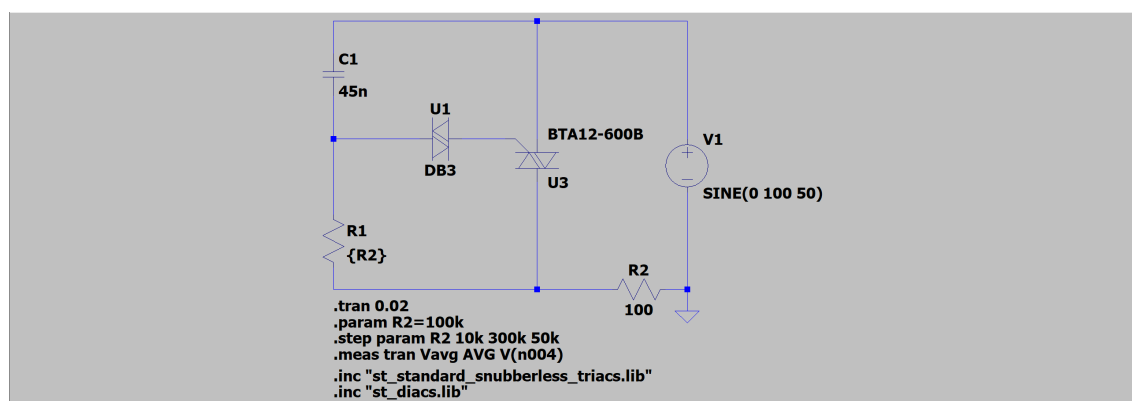 C1
45n
U1
DB3
BTA12-600B
U3
V1
SINE(0 100 50)
R1
{R2}
R2
100
.tran 0.02
.param R2=100k
.step param R2 10k 300k 50k
.meas tran Vavg AVG V(n004)
.inc "st_standard_snubberless_triacs.lib"
.inc "st_diacs.lib"